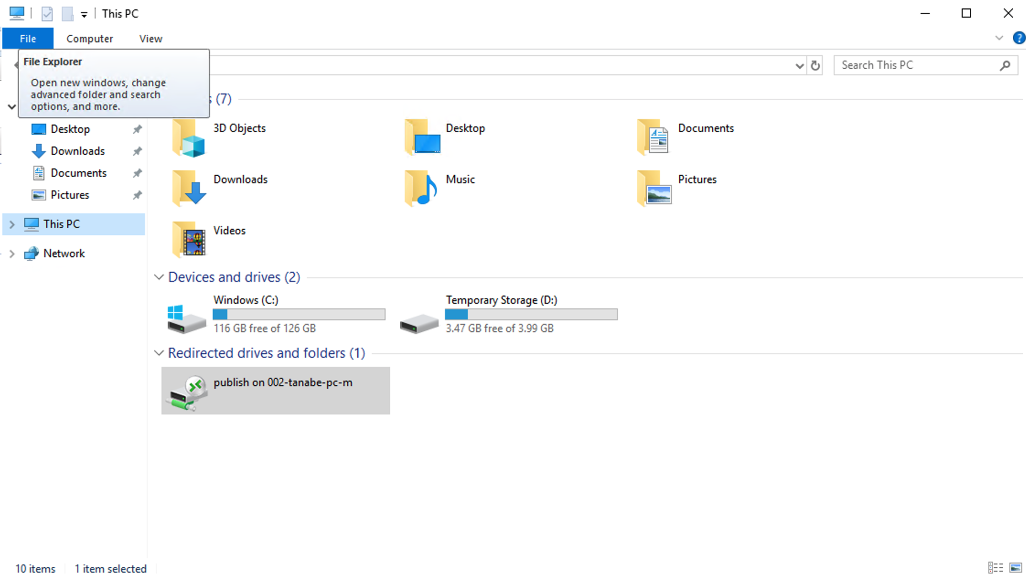 This PC
File
Computer
View
File Explorer
Open new windows, change
advanced folder and search
options, and more.
Search This PC
(7)
Desktop
Downloads
Documents
Pictures
This PC
Network
3D Objects
Desktop
Documents
Downloads
Music
Pictures
Videos
Devices and drives (2)
Windows (C:)
116 GB free of 126 GB
Temporary Storage (D:)
3.47 GB free of 3.99 GB
Redirected drives and folders (1)
publish on 002-tanabe-pc-m
10 items
1 item selected